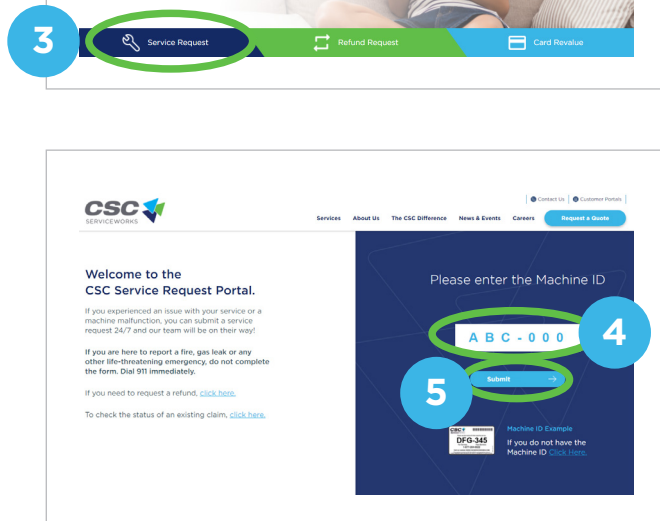 3
Service Request
Refund Request
Card Revalue
CSC
SERVICEWORKS
Contact Us
Customer Portals
Services
About Us
The CSC Difference
News & Events
Careers
Request a Quote
Welcome to the
CSC Service Request Portal.
If you experienced an issue with your service or a
machine malfunction, you can submit a service
request 24/7 and our team will be on their way!
If you are here to report a fire, gas leak or any
other life-threatening emergency, do not complete
the form. Dial 911 immediately.
If you need to request a refund, click here.
To check the status of an existing claim, click here.
Please enter the Machine ID
ABC-000
4
5
Submit
CSC
DFG-345
Machine ID Example
If you do not have the
Machine ID Click Here.